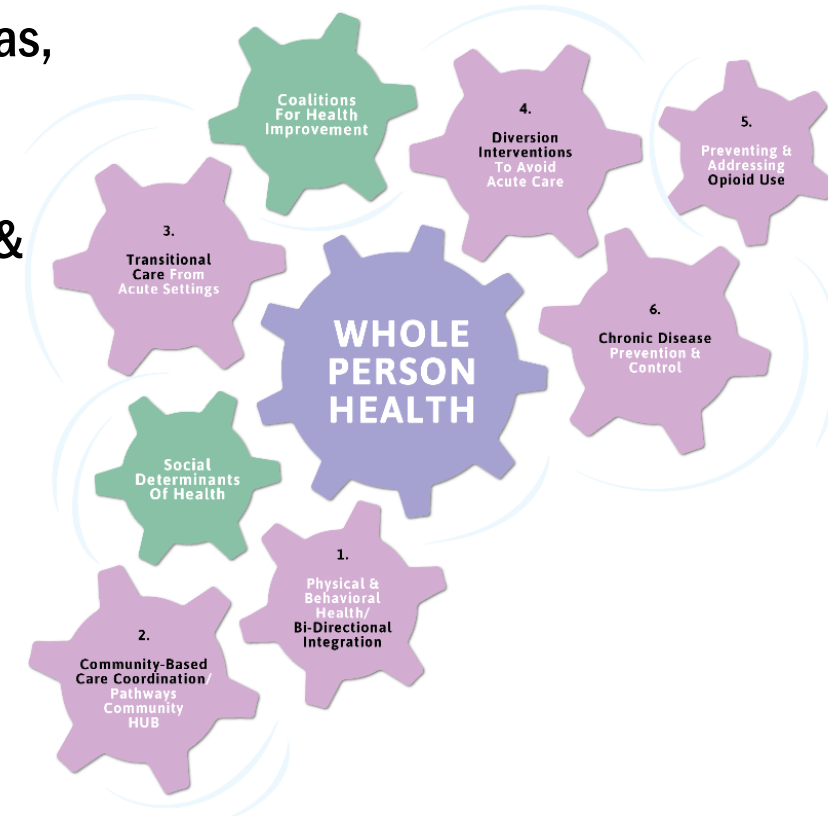 as,
&
Coalitions
For Health
Improvement
4.
Diversion
Interventions
To Avoid
Acute Care
5.
Preventing &
Addressing
Opioid Use
3.
Transitional
Care From
Acute Settings
WHOLE
PERSON
HEALTH
6.
Chronic Disease
Prevention &
Control
Social
Determinants
Of Health
1.
Physical &
Behavioral
Health/
Bi-Directional
Integration
2.
Community-Based
Care Coordination/
Pathways
Community
HUB